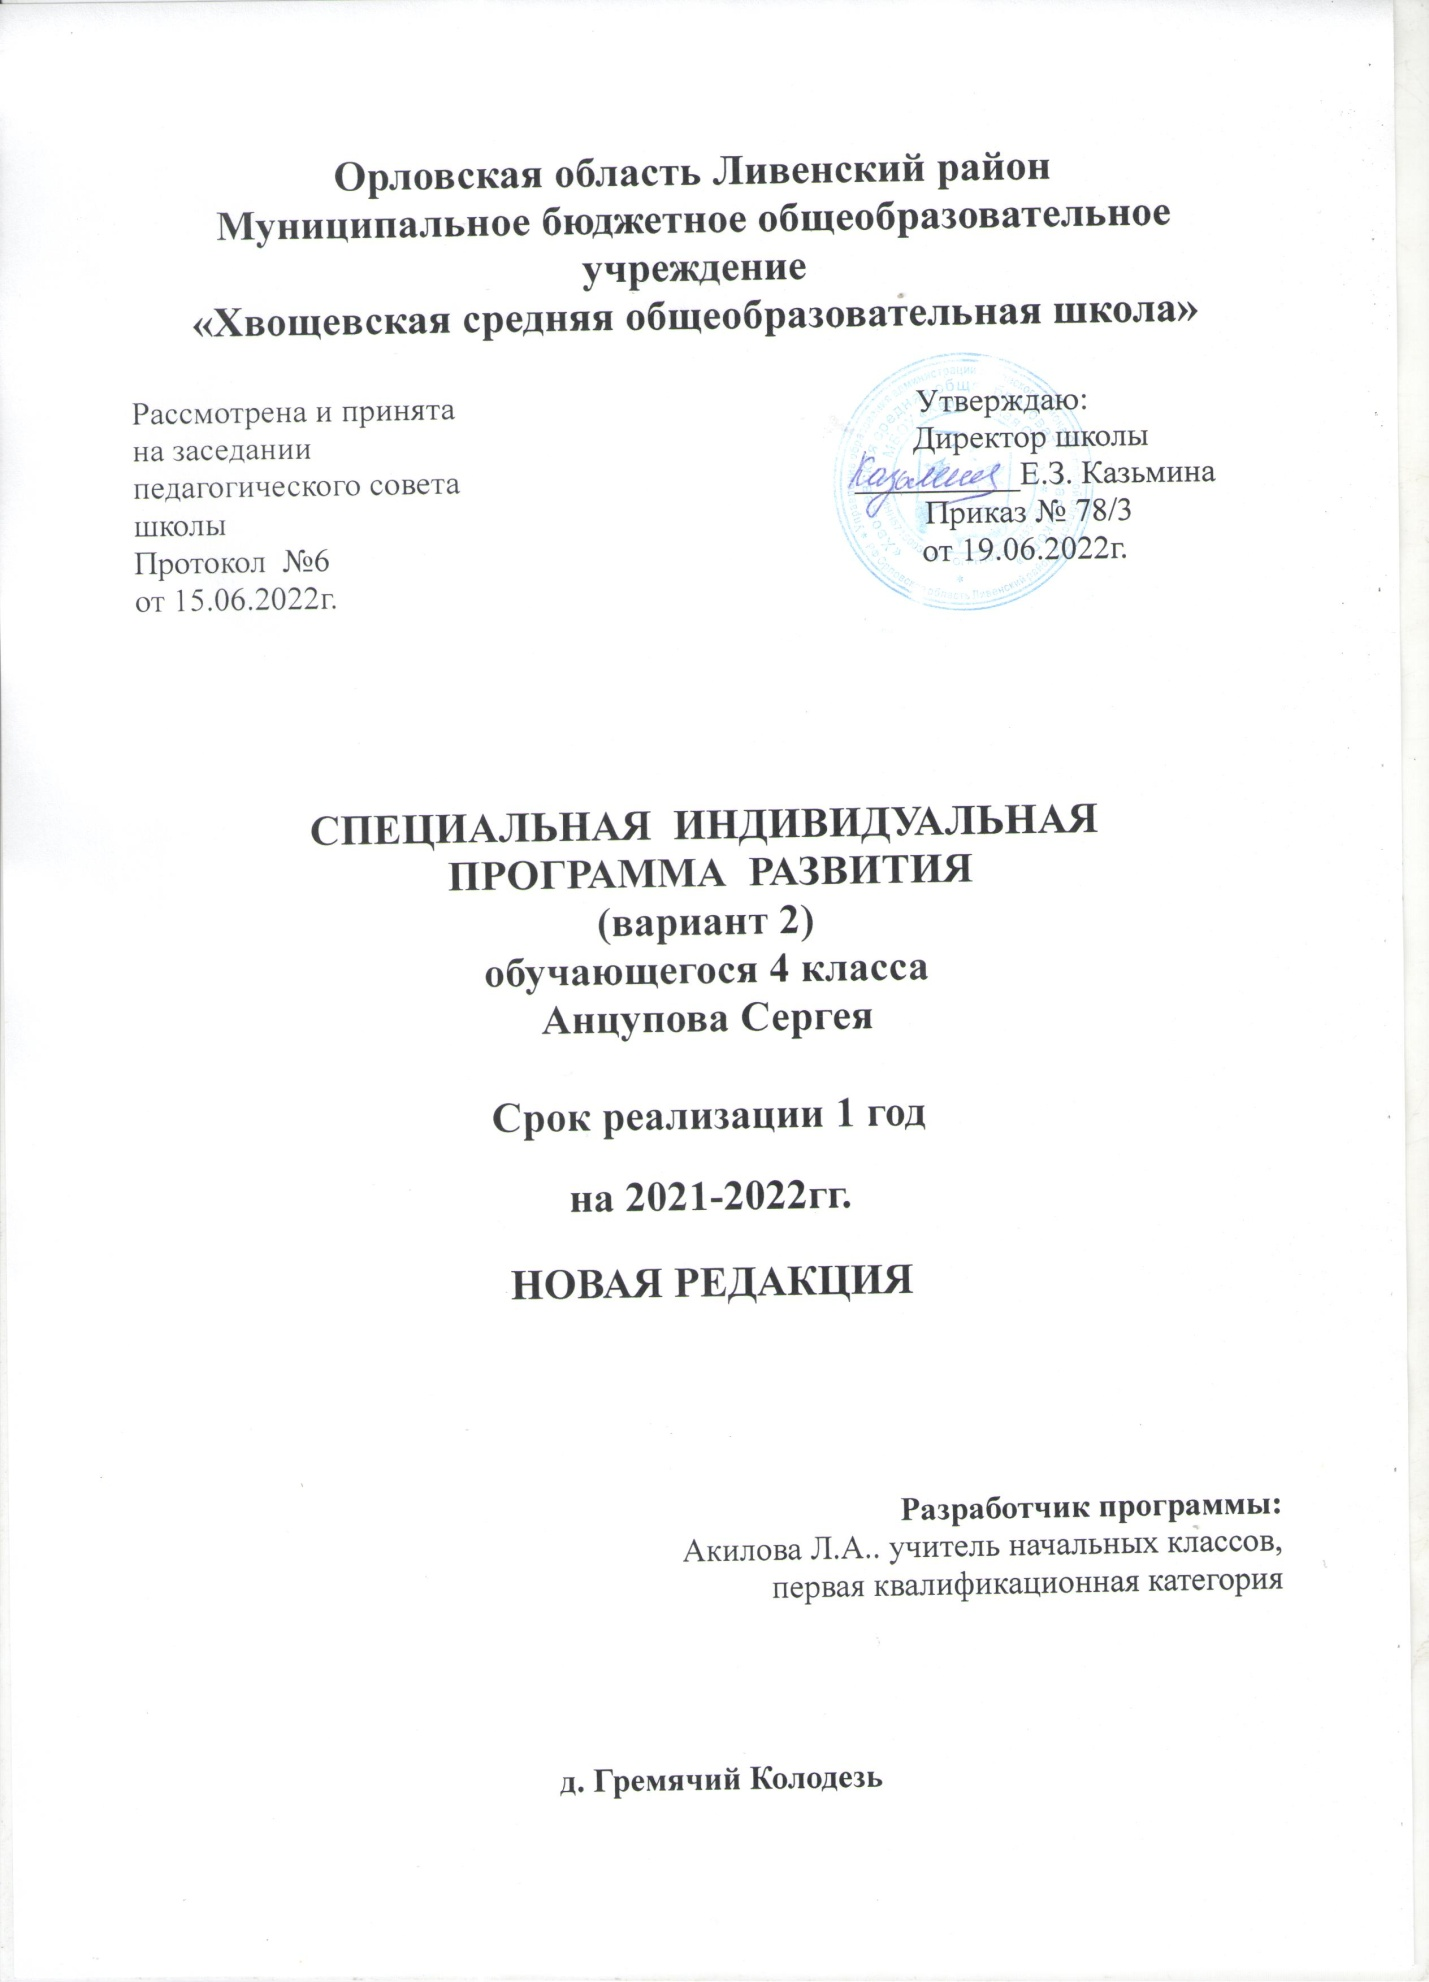 Орловская область Ливенский район
Муниципальное бюджетное общеобразовательное
учреждение
«Хвощевская средняя общеобразовательная школа»
Рассмотрена и принята
на заседании
педагогического совета
школы
Протокол №6
от 15.06.2022г.
Утверждаю:
Директор школы
Казьмина Е.З. Казьмина
Приказ № 78/3
от 19.06.2022г.
СПЕЦИАЛЬНАЯ ИНДИВИДУАЛЬНАЯ
ПРОГРАММА РАЗВИТИЯ
(вариант 2)
обучающегося 4 класса
Анцупова Сергея
Срок реализации 1 год
на 2021-2022гг.
НОВАЯ РЕДАКЦИЯ
Разработчик программы:
Акилова Л.А.. учитель начальных классов,
первая квалификационная категория
д. Гремячий Колодезь